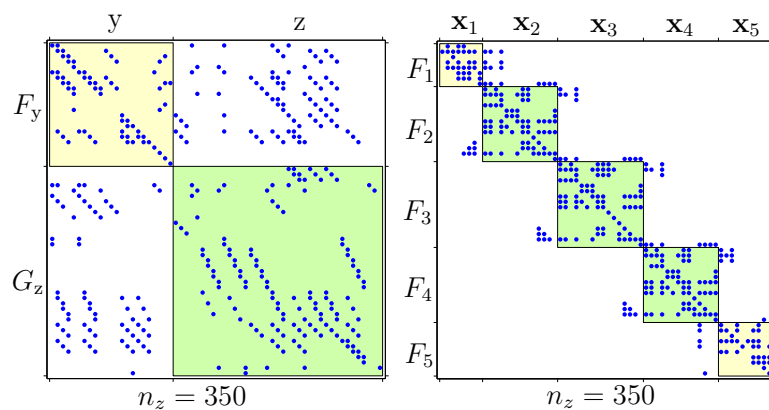 y z
F_y
G_z
n_z = 350
x_1 x_2 x_3 x_4 x_5
F_1
F_2
F_3
F_4
F_5
n_z = 350